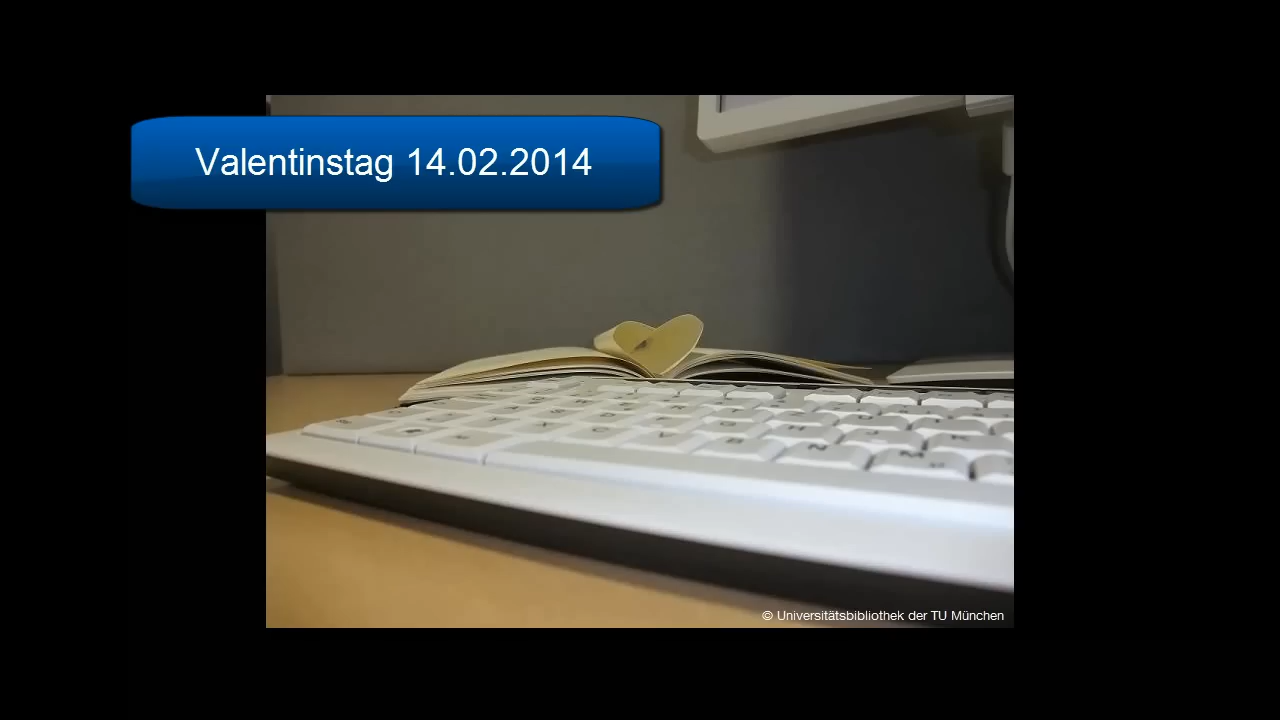 Valentinstag 14.02.2014
© Universitätsbibliothek der TU München